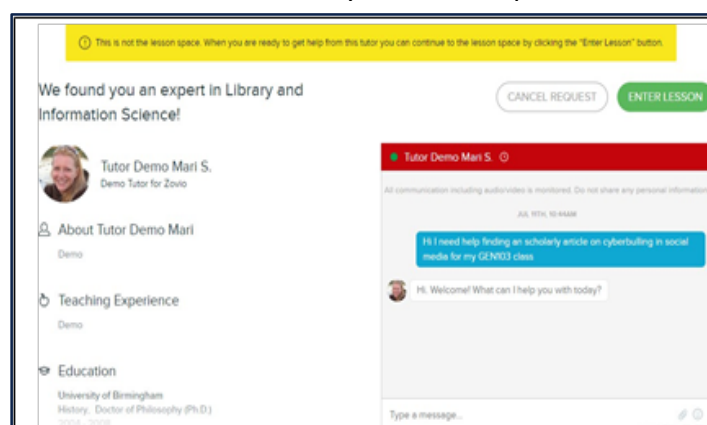 This is not the lesson space. When you are ready to get help from this tutor you can continue to the lesson space by clicking the "Enter Lesson" button.
We found you an expert in Library and
Information Science!
CANCEL REQUEST
ENTER LESSON
Tutor Demo Mari S.
Demo Tutor for Zovio
About Tutor Demo Mari
Demo
Teaching Experience
Demo
Education
University of Birmingham
History, Doctor of Philosophy (Ph.D.)
2004 - 2008
Tutor Demo Mari S.
All communication including audio/video is monitored. Do not share any personal information
JUL 11TH, 10:44AM
Hi I need help finding an scholarly article on cyberbulling in social
media for my GEN103 class
Hi. Welcome! What can I help you with today?
Type a message...